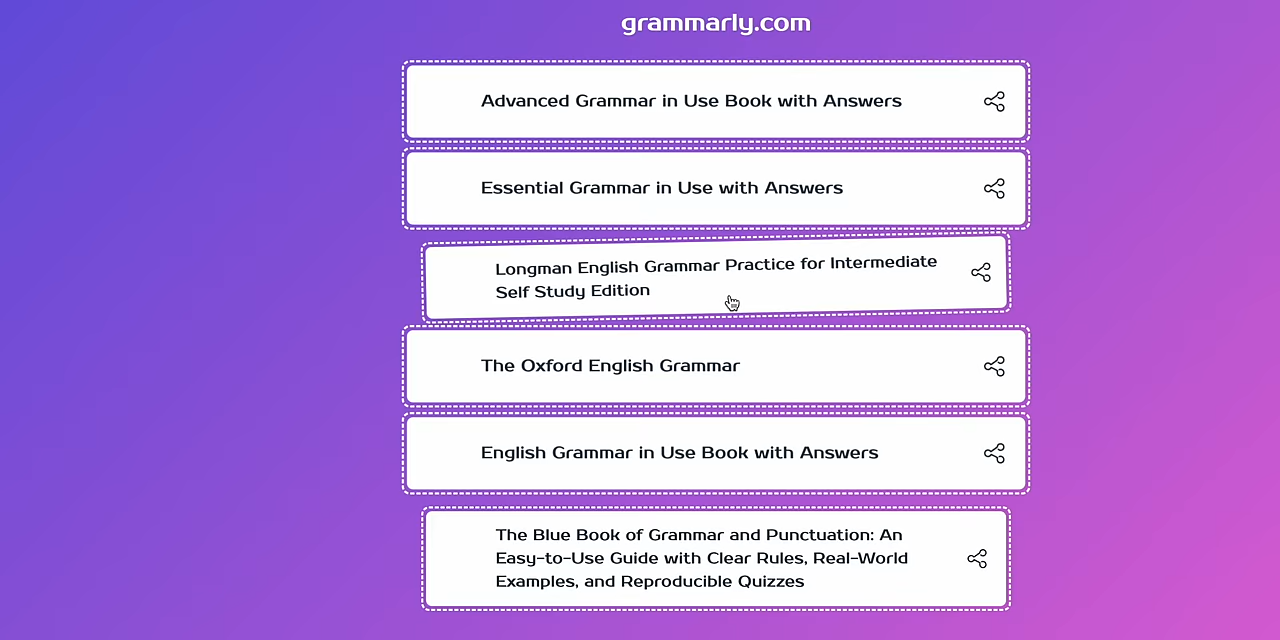 grammarly.com
Advanced Grammar in Use Book with Answers
Essential Grammar in Use with Answers
Longman English Grammar Practice for Intermediate
Self Study Edition
The Oxford English Grammar
English Grammar in Use Book with Answers
The Blue Book of Grammar and Punctuation: An
Easy-to-Use Guide with Clear Rules, Real-World
Examples, and Reproducible Quizzes